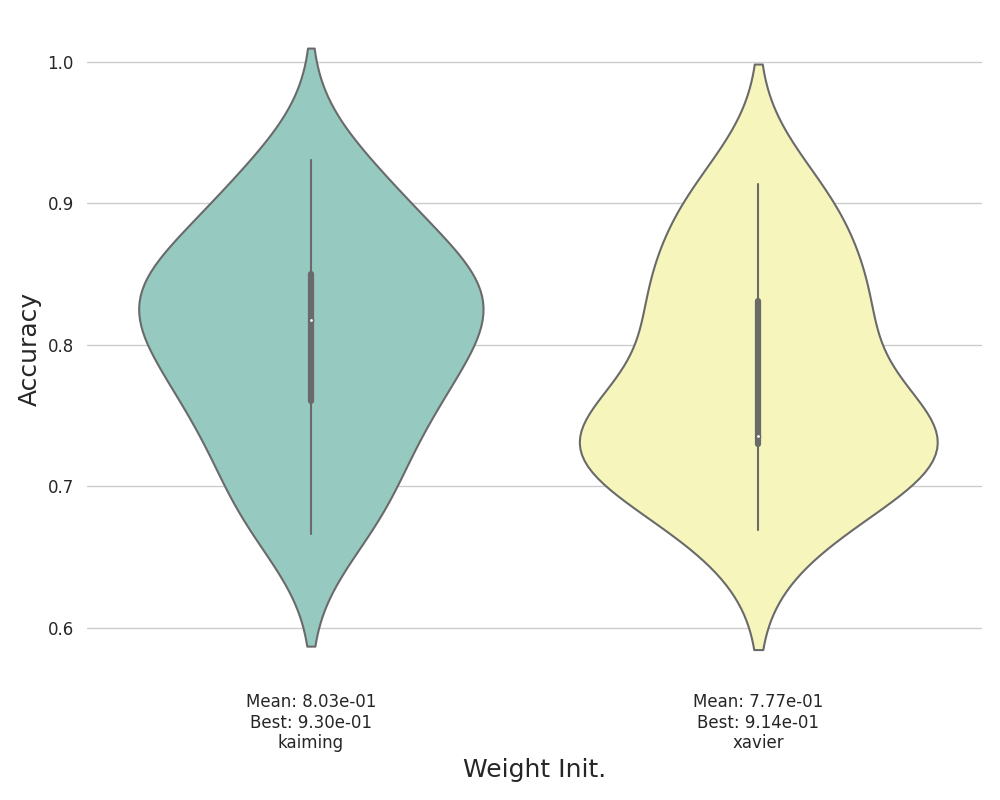 1.0
0.9
0.8
0.7
0.6
Accuracy
Mean: 8.03e-01
Best: 9.30e-01
kaiming
Mean: 7.77e-01
Best: 9.14e-01
xavier
Weight Init.